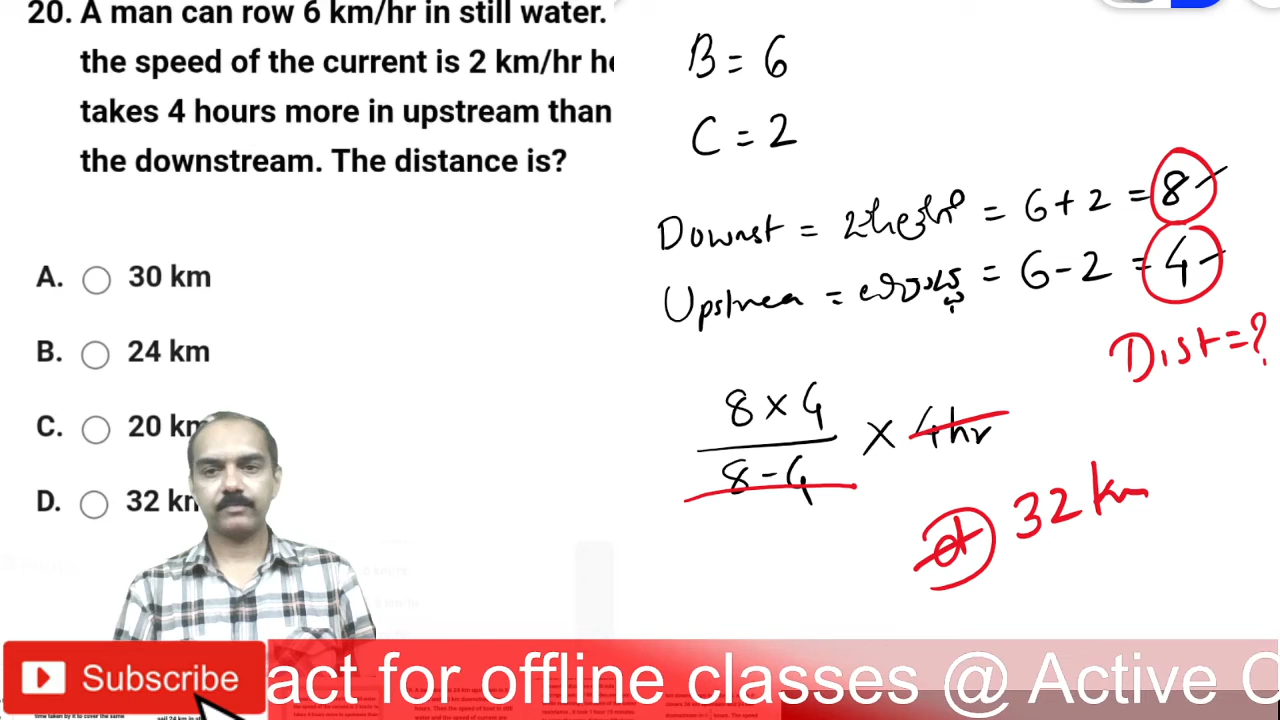 20. A man can row 6 km/hr in still water.
the speed of the current is 2 km/hr he
takes 4 hours more in upstream than
the downstream. The distance is?
A. 30 km
B. 24 km
C. 20 km
D. 32 km
B = 6
C = 2
Downst = = 6 + 2 = 8
Upstrea = = 6 - 2 = 4
Dist = ?
8 × 4
8 - 4
× 4hr
d 32 km
Subscribe
act for offline classes @ Active C